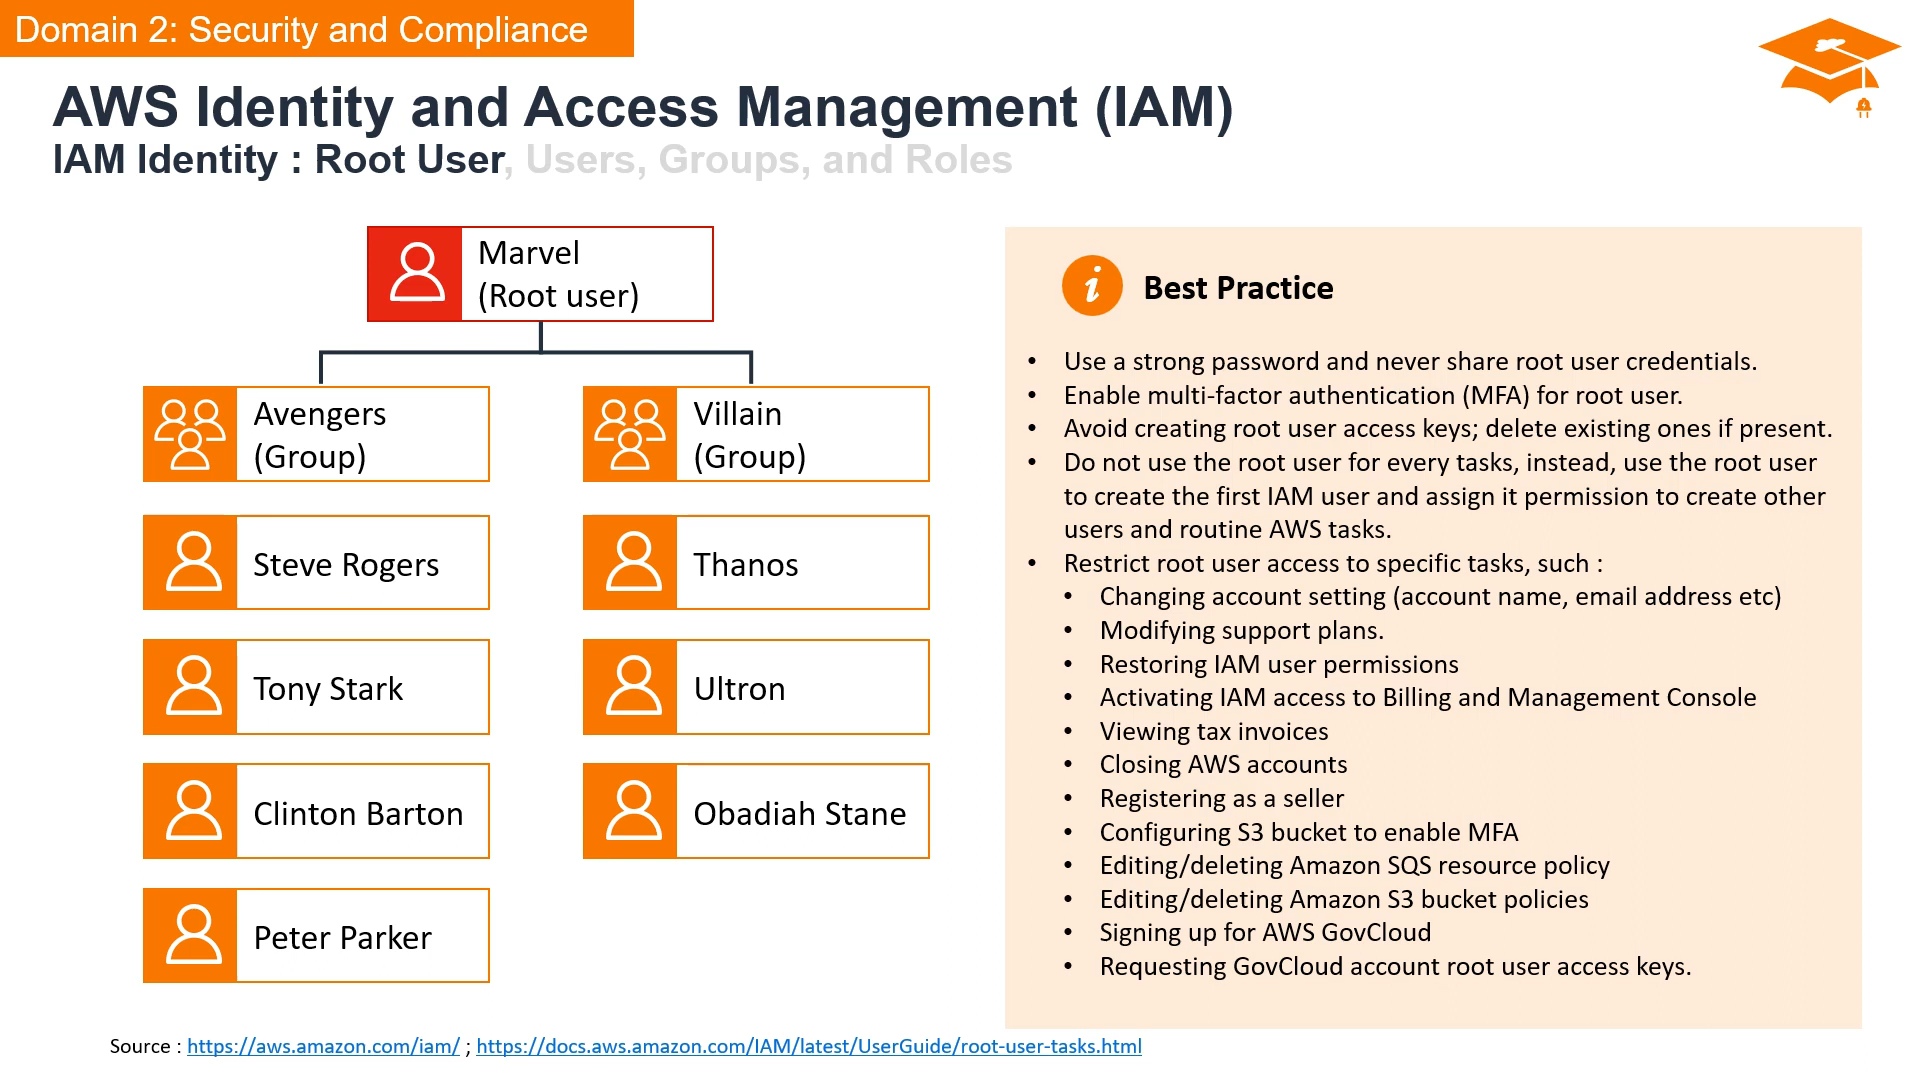 Domain 2: Security and Compliance
AWS Identity and Access Management (IAM)
IAM Identity : Root User, Users, Groups, and Roles
Marvel
(Root user)
Avengers
(Group)
Villain
(Group)
Steve Rogers
Thanos
Tony Stark
Ultron
Clinton Barton
Obadiah Stane
Peter Parker
i
Best Practice
• Use a strong password and never share root user credentials.
• Enable multi-factor authentication (MFA) for root user.
• Avoid creating root user access keys; delete existing ones if present.
• Do not use the root user for every tasks, instead, use the root user
to create the first IAM user and assign it permission to create other
users and routine AWS tasks.
• Restrict root user access to specific tasks, such :
• Changing account setting (account name, email address etc)
• Modifying support plans.
• Restoring IAM user permissions
• Activating IAM access to Billing and Management Console
• Viewing tax invoices
• Closing AWS accounts
• Registering as a seller
• Configuring S3 bucket to enable MFA
• Editing/deleting Amazon SQS resource policy
• Editing/deleting Amazon S3 bucket policies
• Signing up for AWS GovCloud
• Requesting GovCloud account root user access keys.
Source : https://aws.amazon.com/iam/ ; https://docs.aws.amazon.com/IAM/latest/UserGuide/root-user-tasks.html